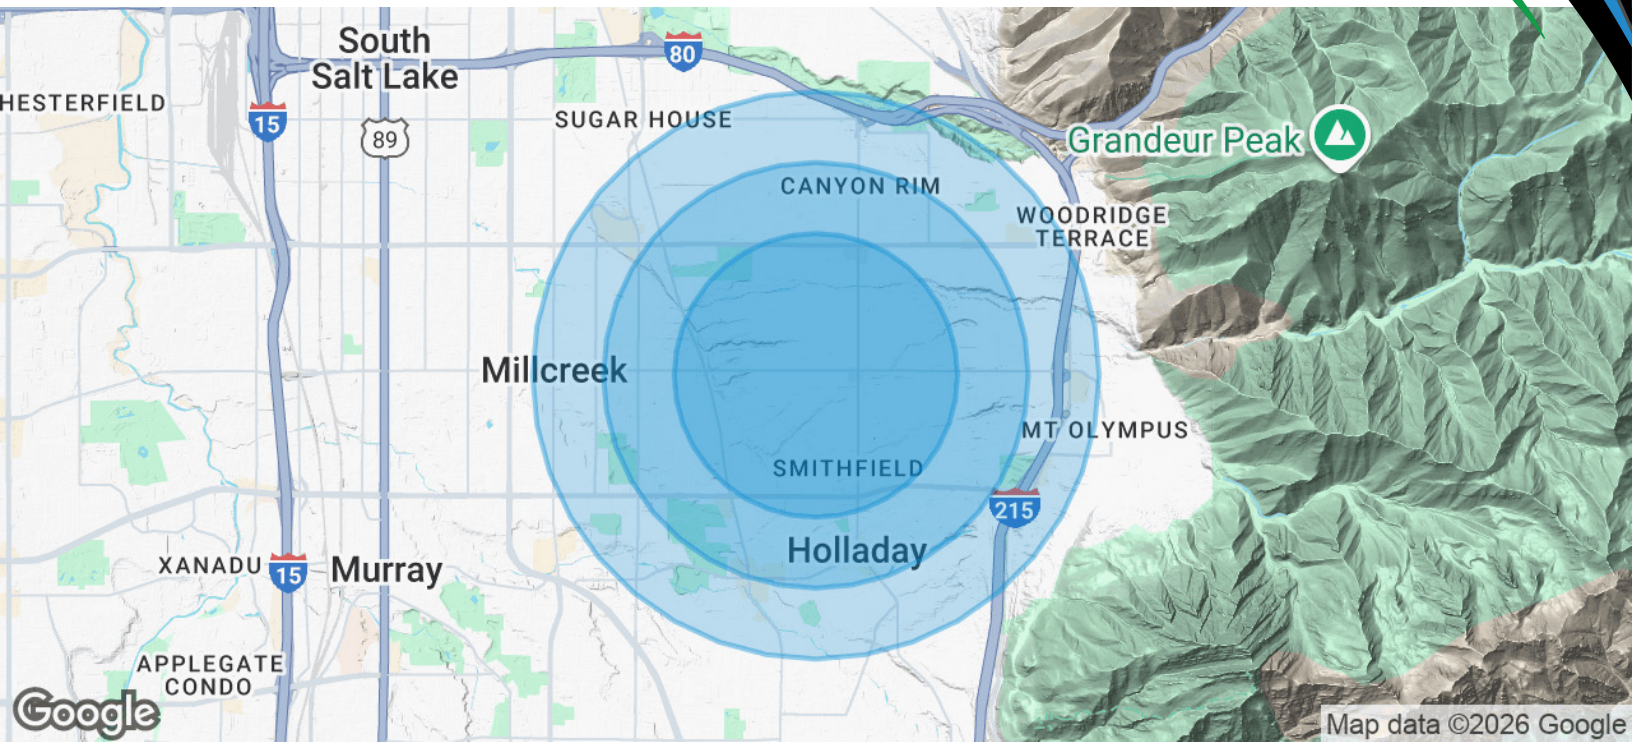 South
Salt Lake
80
HESTERFIELD
15
SUGAR HOUSE
89
Grandeur Peak
CANYON RIM
WOODRIDGE
TERRACE
Millcreek
MT OLYMPUS
SMITHFIELD
215
Holladay
XANADU
15
Murray
APPLEGATE
CONDO
Google
Map data ©2026 Google